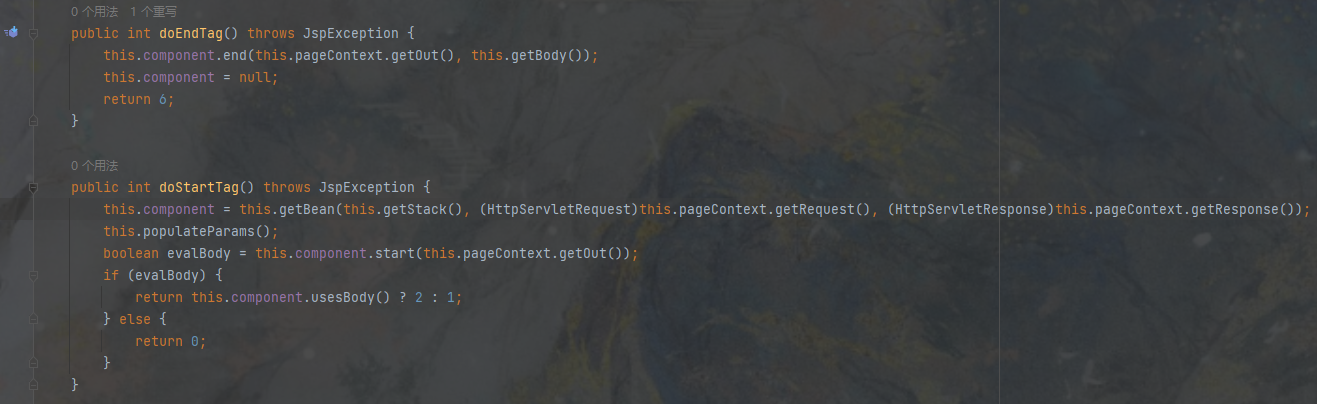 0 个用法   1 个重写
public int doEndTag() throws JspException {
    this.component.end(this.pageContext.getOut(), this.getBody());
    this.component = null;
    return 6;
}
0 个用法
public int doStartTag() throws JspException {
    this.component = this.getBean(this.getStack(), (HttpServletRequest)this.pageContext.getRequest(), (HttpServletResponse)this.pageContext.getResponse());
    this.populateParams();
    boolean evalBody = this.component.start(this.pageContext.getOut());
    if (evalBody) {
        return this.component.usesBody() ? 2 : 1;
    } else {
        return 0;
    }
}